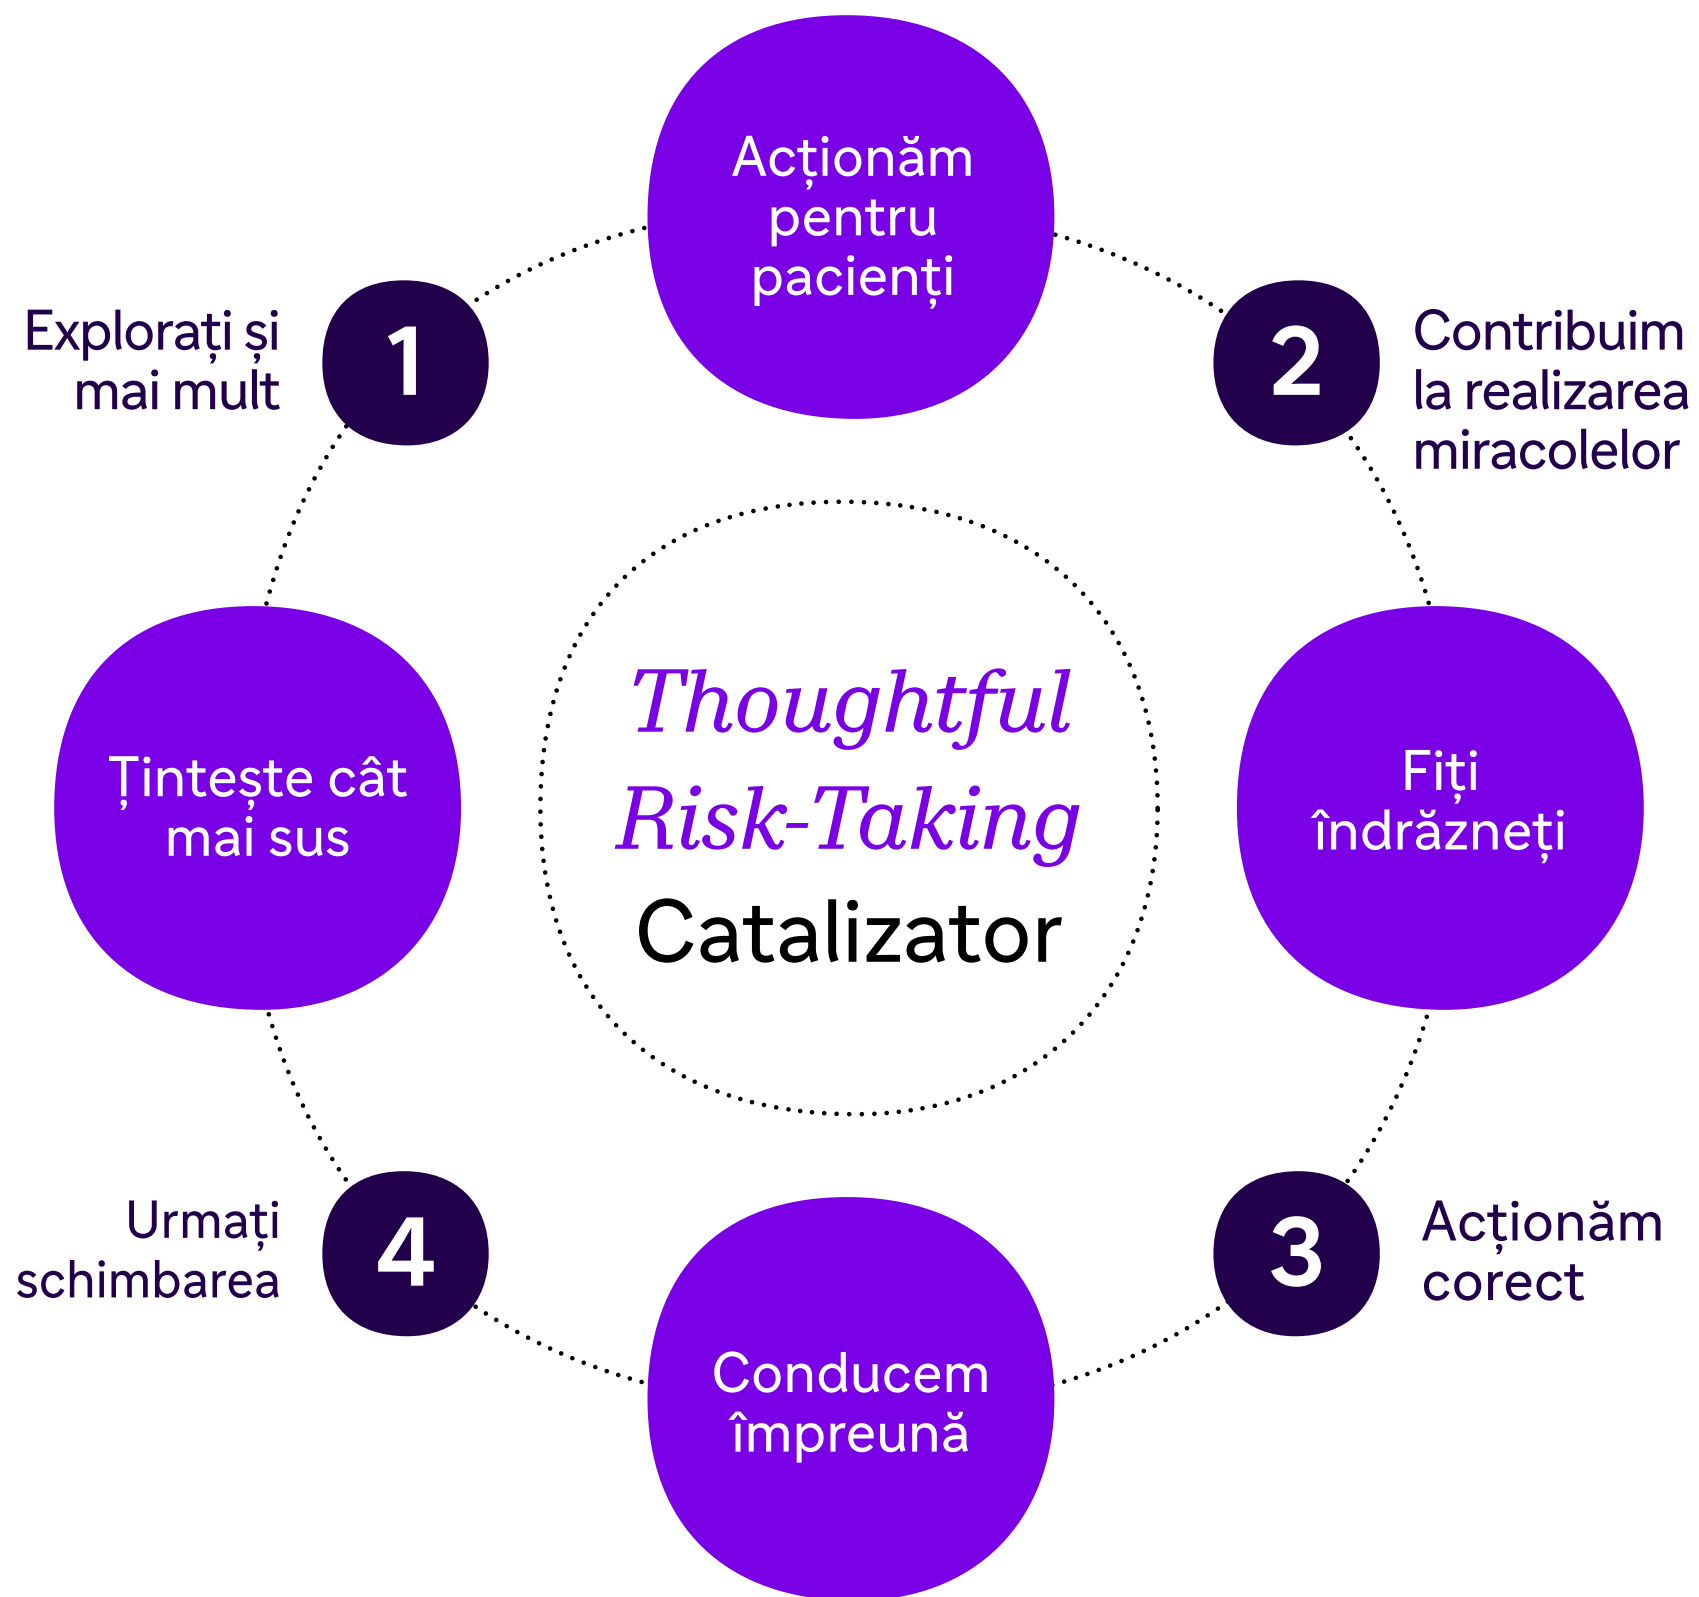 Acționăm
pentru
pacienți
Explorați și
mai mult
1
2
Contribuim
la realizarea
miracolelor
Țintește cât
mai sus
Thoughtful
Risk-Taking
Catalizator
Fiți
îndrăzneți
Urmați
schimbarea
4
3
Acționăm
corect
Conducem
împreună